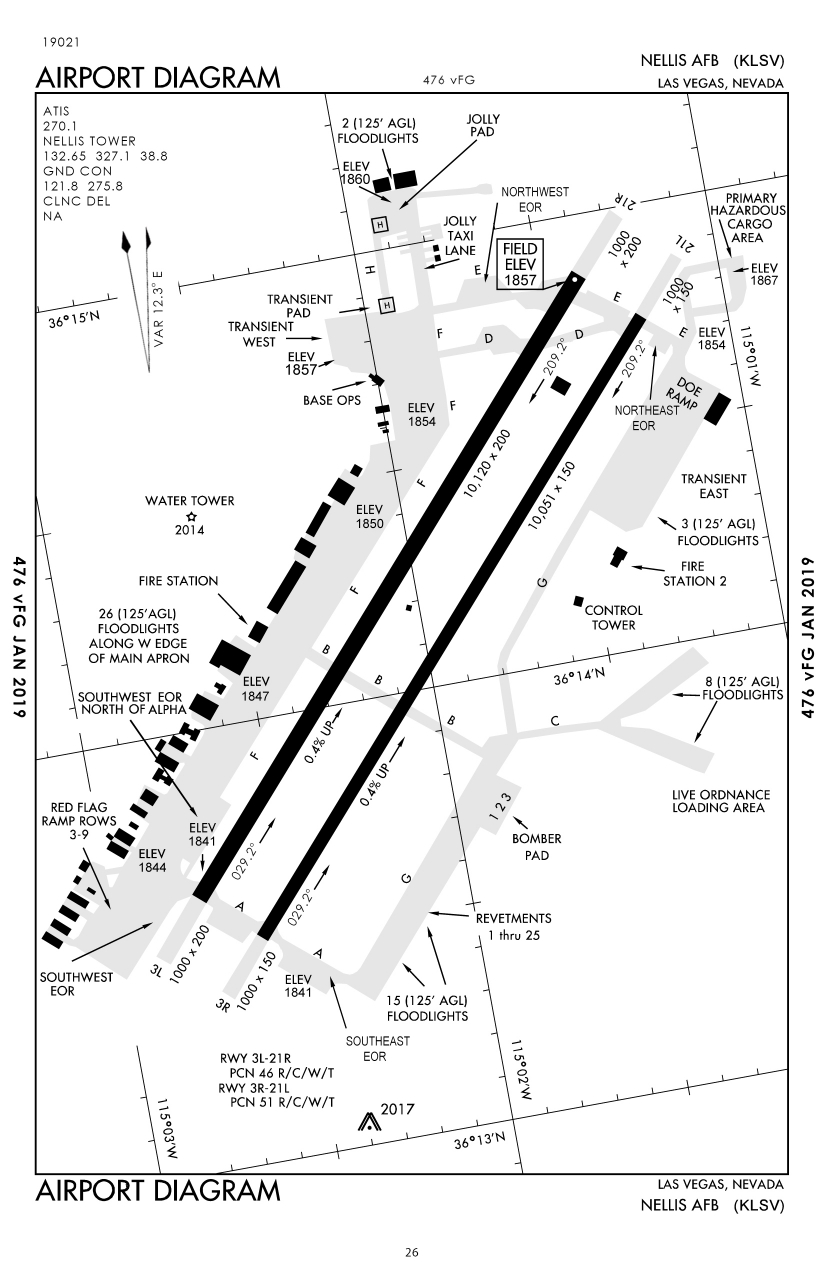 19021
NELLIS AFB (KLSV)
AIRPORT DIAGRAM
476 vFG
LAS VEGAS, NEVADA
ATIS
270.1
NELLIS TOWER
132.65 327.1 38.8
GND CON
121.8 275.8
CLNC DEL
NA
VAR 12.3° E
2 (125' AGL)
FLOODLIGHTS
JOLLY
PAD
ELEV
1860
NORTHWEST
EOR
21R
PRIMARY
HAZARDOUS
CARGO
AREA
H
JOLLY
TAXI
LANE
FIELD
ELEV
1857
1000
x 200
21L
ELEV
1867
H
E
1000
x 150
E
36°15'N
TRANSIENT
PAD
H
TRANSIENT
WEST
F
D
D
E
ELEV
1854
115°01'W
ELEV
1857
209.2°
209.2°
BASE OPS
ELEV
1854
F
DOE
RAMP
NORTHEAST
EOR
10,120 x 200
10,051 x 150
F
TRANSIENT
EAST
WATER TOWER
2014
ELEV
1850
3 (125' AGL)
FLOODLIGHTS
476 vFG JAN 2019
476 vFG JAN 2019
FIRE
STATION 2
FIRE STATION
F
G
CONTROL
TOWER
26 (125'AGL)
FLOODLIGHTS
ALONG W EDGE
OF MAIN APRON
B
B
36°14'N
8 (125' AGL)
FLOODLIGHTS
ELEV
1847
SOUTHWEST EOR
NORTH OF ALPHA
B
C
0.4% UP
F
0.4% UP
LIVE ORDNANCE
LOADING AREA
RED FLAG
RAMP ROWS
3-9
1 2 3
BOMBER
PAD
ELEV
1841
ELEV
1844
029.2°
029.2°
G
A
REVETMENTS
1 thru 25
SOUTHWEST
EOR
3L
1000 x 200
A
3R
1000 x 150
ELEV
1841
15 (125' AGL)
FLOODLIGHTS
SOUTHEAST
EOR
RWY 3L-21R
PCN 46 R/C/W/T
RWY 3R-21L
PCN 51 R/C/W/T
115°02'W
115°03'W
2017
36°13'N
AIRPORT DIAGRAM
LAS VEGAS, NEVADA
NELLIS AFB (KLSV)
26